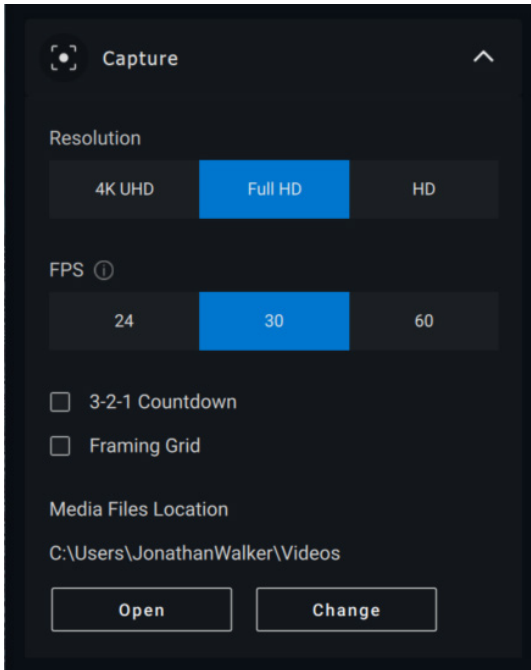 Capture
Resolution
4K UHD Full HD HD
FPS
24 30 60
3-2-1 Countdown
Framing Grid
Media Files Location
C:\Users\JonathanWalker\Videos
Open Change